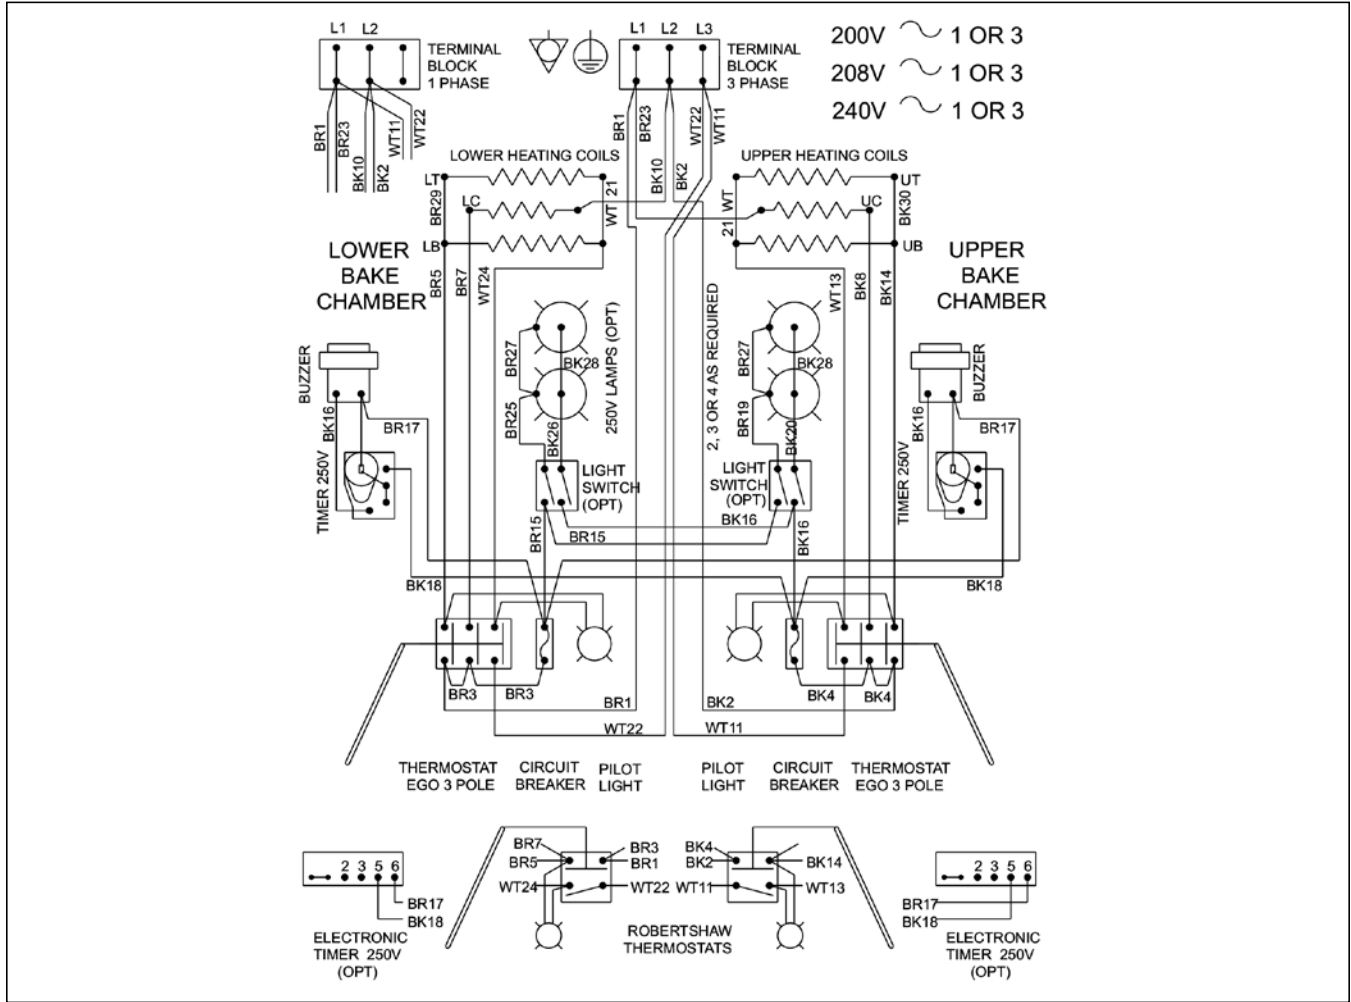 L1 L2
TERMINAL
BLOCK
1 PHASE
BR1
BR23
BK10
BK2
WT11
WT22
L1 L2 L3
TERMINAL
BLOCK
3 PHASE
BR1
BR23
BK10
BK2
WT22
WT11
200V 1 OR 3
208V 1 OR 3
240V 1 OR 3
LOWER HEATING COILS
LT
BR29
LC
LB
WT 21
BR5
BR7
WT24
UPPER HEATING COILS
21 WT
UT
UC
BK30
UB
WT13
BK8
BK14
LOWER
BAKE
CHAMBER
UPPER
BAKE
CHAMBER
BUZZER
BK16
BR17
TIMER 250V
BR27
BK28
BR25
BK26
250V LAMPS (OPT)
2, 3 OR 4 AS REQUIRED
BR27
BK28
BR19
BK20
LIGHT
SWITCH
(OPT)
LIGHT
SWITCH
(OPT)
BR15
BR15
BK16
BK16
BUZZER
BK16
BR17
TIMER 250V
BK18
BK18
BR3
BR3
BR1
WT22
BK2
WT11
BK4
BK4
THERMOSTAT
EGO 3 POLE
CIRCUIT
BREAKER
PILOT
LIGHT
PILOT
LIGHT
CIRCUIT
BREAKER
THERMOSTAT
EGO 3 POLE
2 3 5 6
BR17
BK18
ELECTRONIC
TIMER 250V
(OPT)
BR7
BR5
WT24
BR3
BR1
WT22
BK4
BK2
WT11
BK14
WT13
ROBERTSHAW
THERMOSTATS
2 3 5 6
BR17
BK18
ELECTRONIC
TIMER 250V
(OPT)